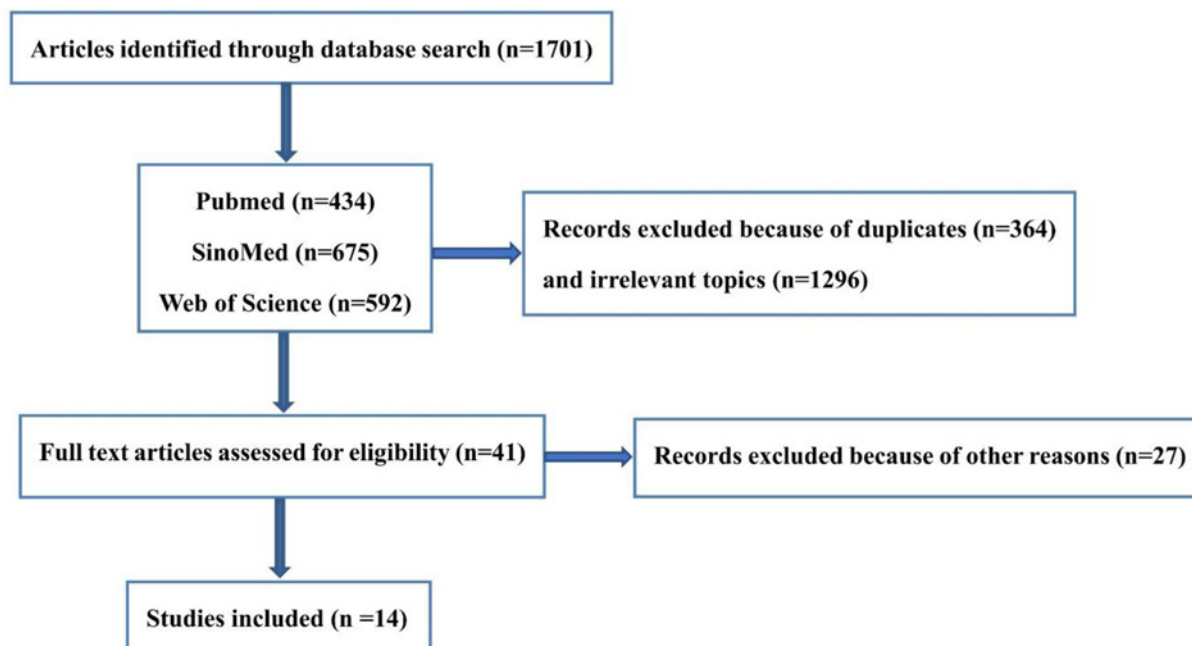 Articles identified through database search (n=1701)
Pubmed (n=434)
SinoMed (n=675)
Web of Science (n=592)
Records excluded because of duplicates (n=364)
and irrelevant topics (n=1296)
Full text articles assessed for eligibility (n=41)
Records excluded because of other reasons (n=27)
Studies included (n =14)